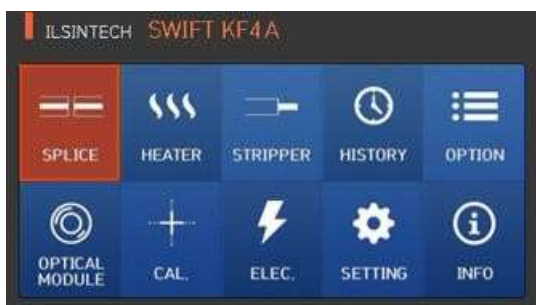 ILSINTECH SWIFT KF4A
SPLICE HEATER STRIPPER HISTORY OPTION
OPTICAL
MODULE CAL. ELEC. SETTING INFO